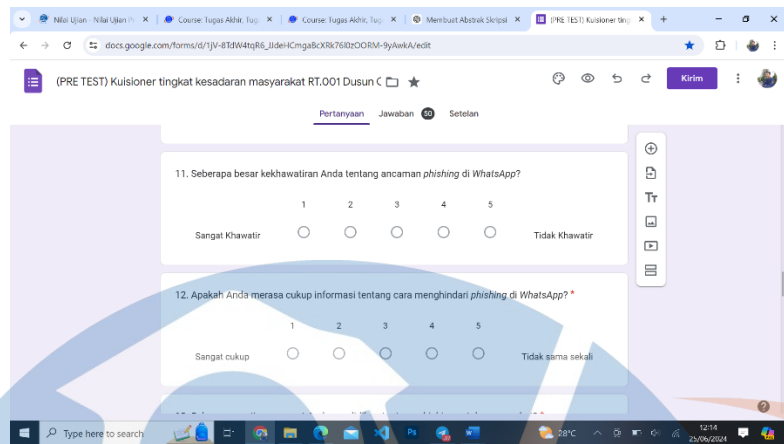 Nilai Ujian - Nilai Ujian P
Course: Tugas Akhir, Tug
Course: Tugas Akhir, Tug
Membuat Abstrak Skripsi
(PRE TEST) Kuisioner ting
docs.google.com/forms/d/1jV-8TdW4tqR6_JJdeHCmgaBcXRk76l0zOORM-9yAwkA/edit
(PRE TEST) Kuisioner tingkat kesadaran masyarakat RT.001 Dusun C
Kirim
Pertanyaan Jawaban 50 Setelan
11. Seberapa besar kekhawatiran Anda tentang ancaman phishing di WhatsApp?
1 2 3 4 5
Sangat Khawatir Tidak Khawatir
12. Apakah Anda merasa cukup informasi tentang cara menghindari phishing di WhatsApp? *
1 2 3 4 5
Sangat cukup Tidak sama sekali
Type here to search
28°C
12:14
25/06/2024